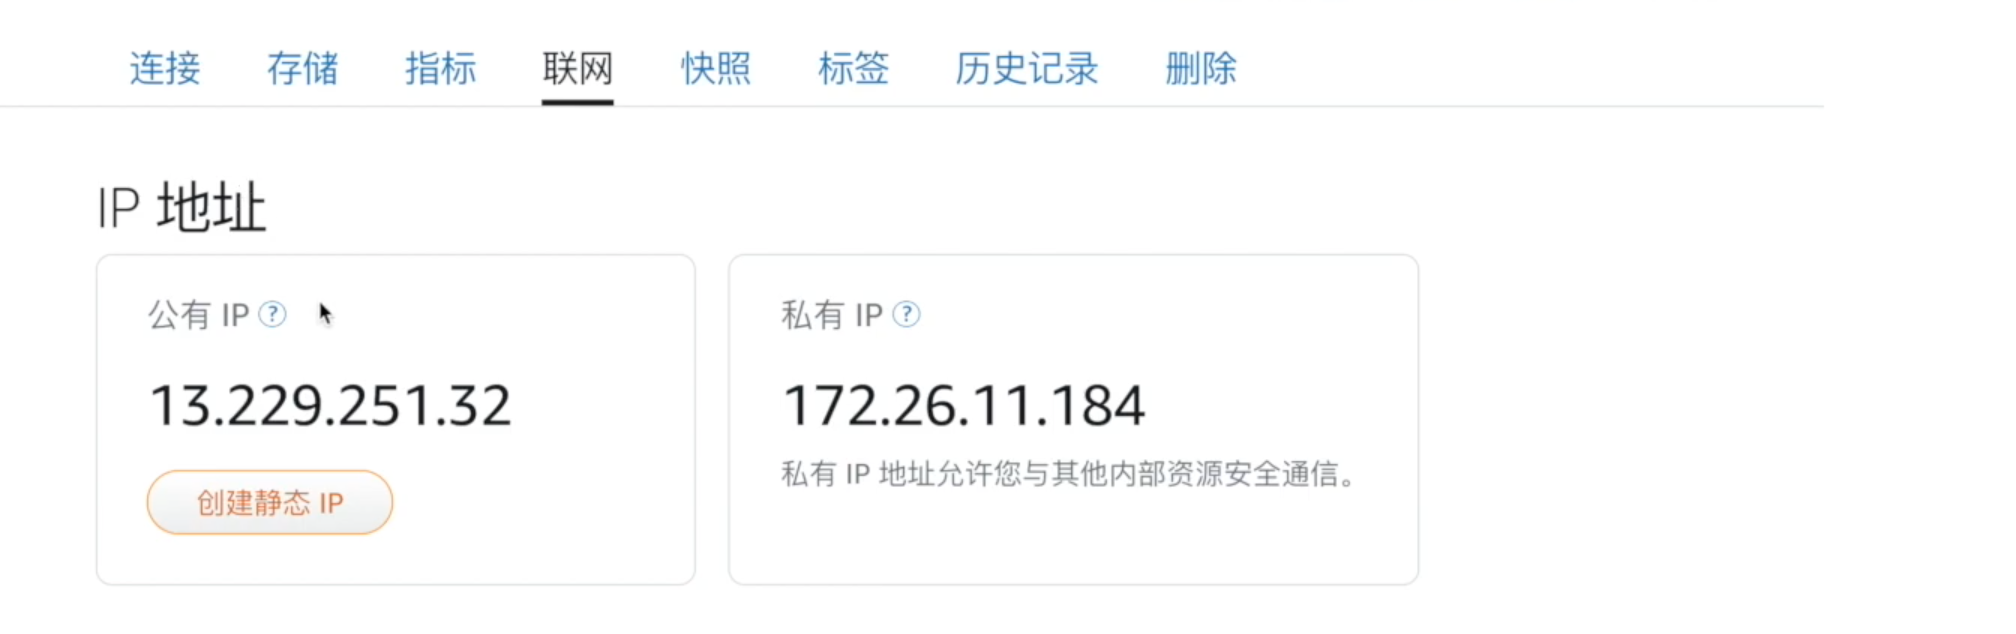 连接 存储 指标 联网 快照 标签 历史记录 删除
IP 地址
公有 IP ?
13.229.251.32
创建静态 IP
私有 IP ?
172.26.11.184
私有 IP 地址允许您与其他内部资源安全通信。